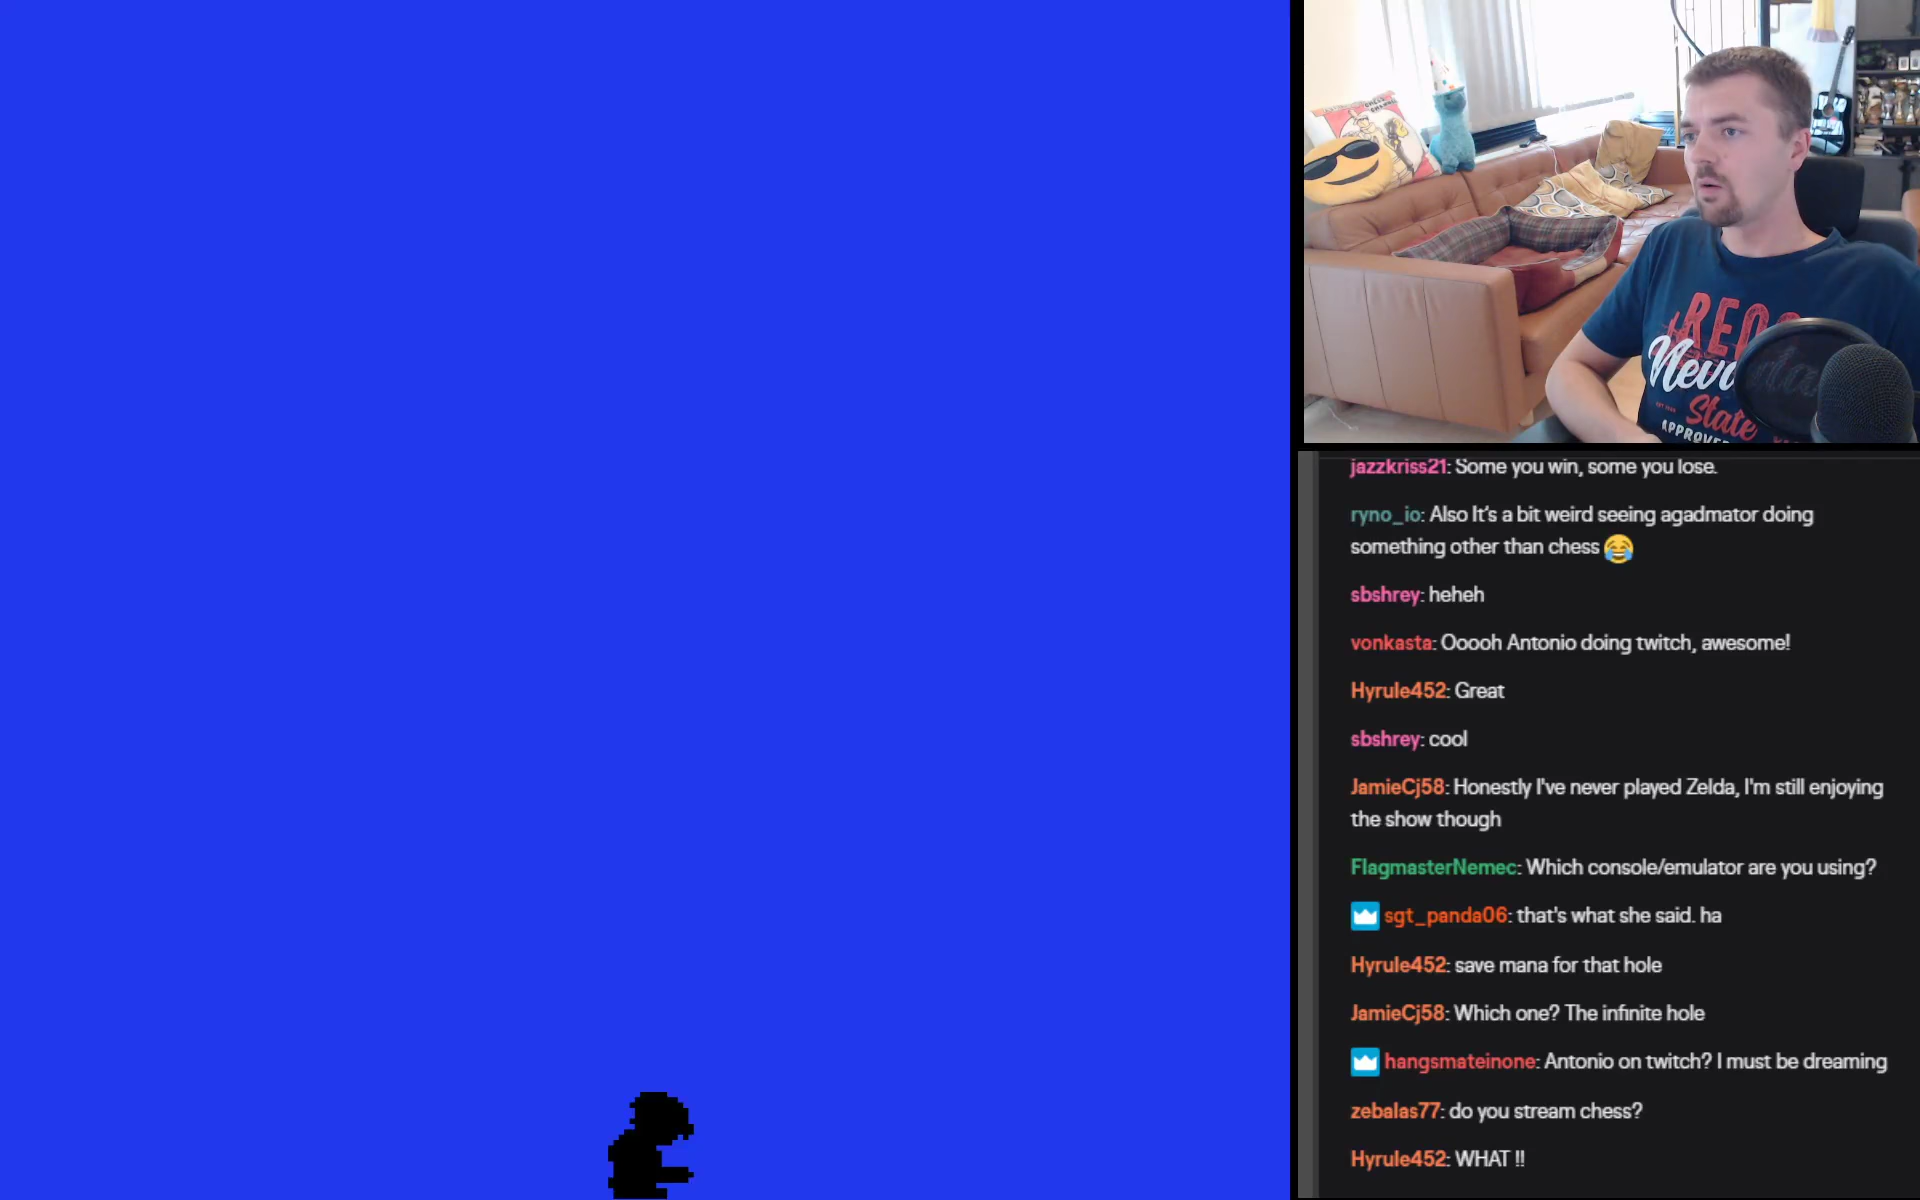 REno
Neva
State
APPROVED
jazzkriss21: Some you win, some you lose.
ryno_io: Also It's a bit weird seeing agadmator doing
something other than chess 😂
sbshrey: heheh
vonkasta: Ooooh Antonio doing twitch, awesome!
Hyrule452: Great
sbshrey: cool
JamieCj58: Honestly I've never played Zelda, I'm still enjoying
the show though
FlagmasterNemec: Which console/emulator are you using?
sgt_panda06: that's what she said. ha
Hyrule452: save mana for that hole
JamieCj58: Which one? The infinite hole
hangsmateinone: Antonio on twitch? I must be dreaming
zebalas77: do you stream chess?
Hyrule452: WHAT !!